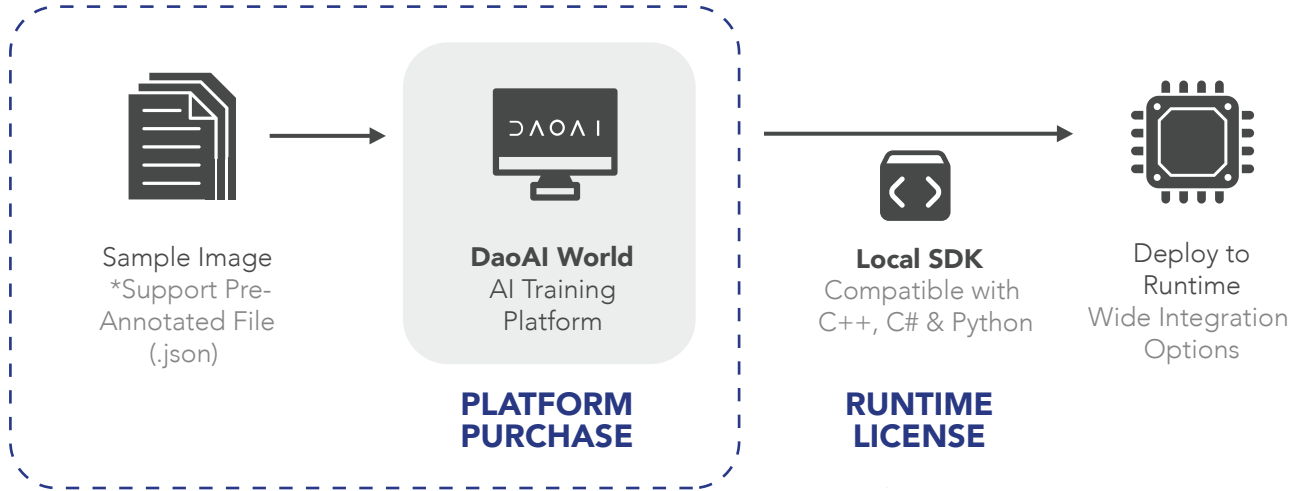 DAOAI
Sample Image
*Support Pre-
Annotated File
(.json)
DaoAI World
AI Training
Platform
PLATFORM
PURCHASE
Local SDK
Compatible with
C++, C# & Python
RUNTIME
LICENSE
Deploy to
Runtime
Wide Integration
Options